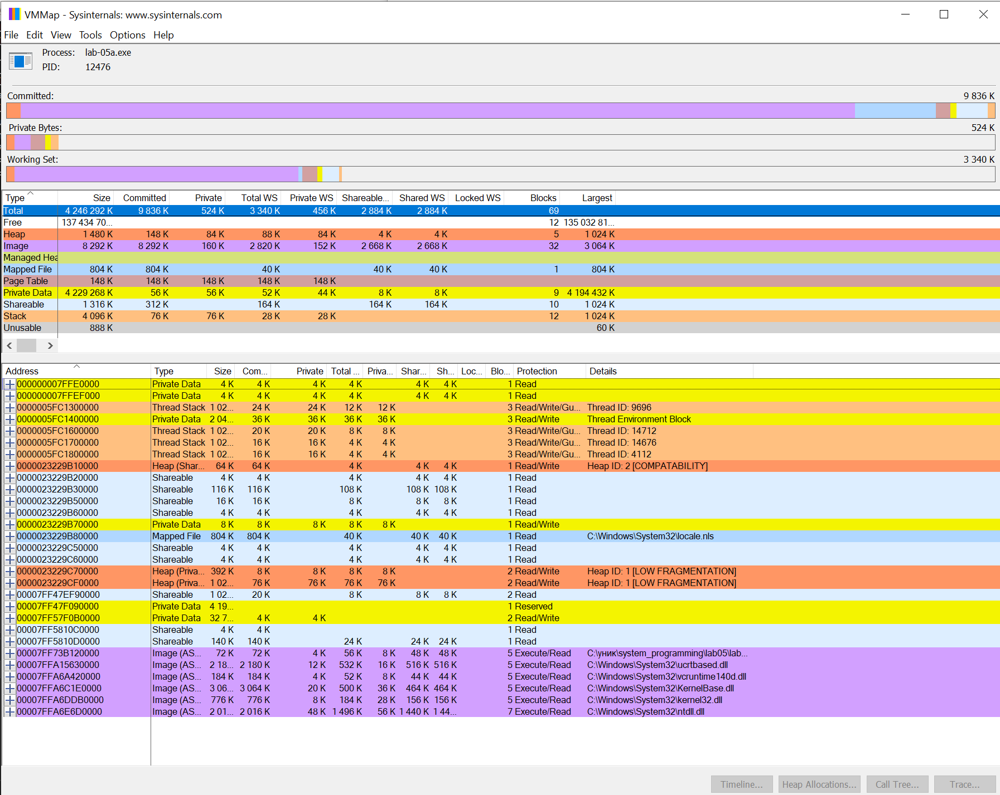 VMMap - Sysinternals: www.sysinternals.com
File Edit View Tools Options Help
Process: lab-05a.exe
PID: 12476
Committed: 9 836 K
Private Bytes: 524 K
Working Set: 3 340 K
Type Size Committed Private Total WS Private WS Shareable... Shared WS Locked WS Blocks Largest
Total 4 246 292 K 9 836 K 524 K 3 340 K 456 K 2 884 K 2 884 K 69
Free 137 434 70... 12 135 032 81...
Heap 1 480 K 148 K 84 K 88 K 84 K 4 K 4 K 5 1 024 K
Image 8 292 K 8 292 K 160 K 2 820 K 152 K 2 668 K 2 668 K 32 3 064 K
Managed Hea
Mapped File 804 K 804 K 40 K 40 K 40 K 1 804 K
Page Table 148 K 148 K 148 K 148 K 148 K
Private Data 4 229 268 K 56 K 56 K 52 K 44 K 8 K 8 K 9 4 194 432 K
Shareable 1 316 K 312 K 164 K 164 K 164 K 10 1 024 K
Stack 4 096 K 76 K 76 K 28 K 28 K 12 1 024 K
Unusable 888 K 60 K
Address Type Size Com... Private Total ... Priva... Shar... Sh... Loc... Blo... Protection Details
000000007FFE0000 Private Data 4 K 4 K 4 K 4 K 4 K 4 K 1 Read
000000007FFEF000 Private Data 4 K 4 K 4 K 4 K 4 K 4 K 1 Read
0000005FC1300000 Thread Stack 1 02... 24 K 24 K 12 K 12 K 3 Read/Write/Gu... Thread ID: 9696
0000005FC1400000 Private Data 2 04... 36 K 36 K 36 K 36 K 3 Read/Write Thread Environment Block
0000005FC1600000 Thread Stack 1 02... 20 K 20 K 8 K 8 K 3 Read/Write/Gu... Thread ID: 14712
0000005FC1700000 Thread Stack 1 02... 16 K 16 K 4 K 4 K 3 Read/Write/Gu... Thread ID: 14676
0000005FC1800000 Thread Stack 1 02... 16 K 16 K 4 K 4 K 3 Read/Write/Gu... Thread ID: 4112
0000023229B10000 Heap (Shar... 64 K 64 K 4 K 4 K 4 K 1 Read/Write Heap ID: 2 [COMPATABILITY]
0000023229B20000 Shareable 4 K 4 K 4 K 4 K 4 K 1 Read
0000023229B30000 Shareable 116 K 116 K 108 K 108 K 108 K 1 Read
0000023229B50000 Shareable 16 K 16 K 8 K 8 K 8 K 1 Read
0000023229B60000 Shareable 4 K 4 K 4 K 4 K 4 K 1 Read
0000023229B70000 Private Data 8 K 8 K 8 K 8 K 8 K 1 Read/Write
0000023229B80000 Mapped File 804 K 804 K 40 K 40 K 40 K 1 Read C:\Windows\System32\locale.nls
0000023229C50000 Shareable 4 K 4 K 4 K 4 K 4 K 1 Read
0000023229C60000 Shareable 4 K 4 K 4 K 4 K 4 K 1 Read
0000023229C70000 Heap (Priva... 392 K 8 K 8 K 8 K 8 K 2 Read/Write Heap ID: 1 [LOW FRAGMENTATION]
0000023229CF0000 Heap (Priva... 1 02... 76 K 76 K 76 K 76 K 2 Read/Write Heap ID: 1 [LOW FRAGMENTATION]
00007FF47EF90000 Shareable 1 02... 20 K 8 K 8 K 8 K 2 Read
00007FF47F090000 Private Data 4 19... 1 Reserved
00007FF57F0B0000 Private Data 32 7... 4 K 4 K 2 Read/Write
00007FF5810C0000 Shareable 4 K 4 K 1 Read
00007FF5810D0000 Shareable 140 K 140 K 24 K 24 K 24 K 1 Read
00007FF73B120000 Image (AS... 72 K 72 K 4 K 56 K 8 K 48 K 48 K 5 Execute/Read C:\уник\system_programming\lab05\lab...
00007FFA15630000 Image (AS... 2 18... 2 180 K 12 K 532 K 16 K 516 K 516 K 5 Execute/Read C:\Windows\System32\ucrtbased.dll
00007FFA6A420000 Image (AS... 184 K 184 K 4 K 52 K 8 K 44 K 44 K 5 Execute/Read C:\Windows\System32\vcruntime140d.dll
00007FFA6C1E0000 Image (AS... 3 06... 3 064 K 20 K 500 K 36 K 464 K 464 K 5 Execute/Read C:\Windows\System32\KernelBase.dll
00007FFA6DDB0000 Image (AS... 776 K 776 K 8 K 184 K 28 K 156 K 156 K 5 Execute/Read C:\Windows\System32\kernel32.dll
00007FFA6E6D0000 Image (AS... 2 01... 2 016 K 48 K 1 496 K 56 K 1 440 K 1 44... 7 Execute/Read C:\Windows\System32\ntdll.dll
Timeline... Heap Allocations... Call Tree... Trace...